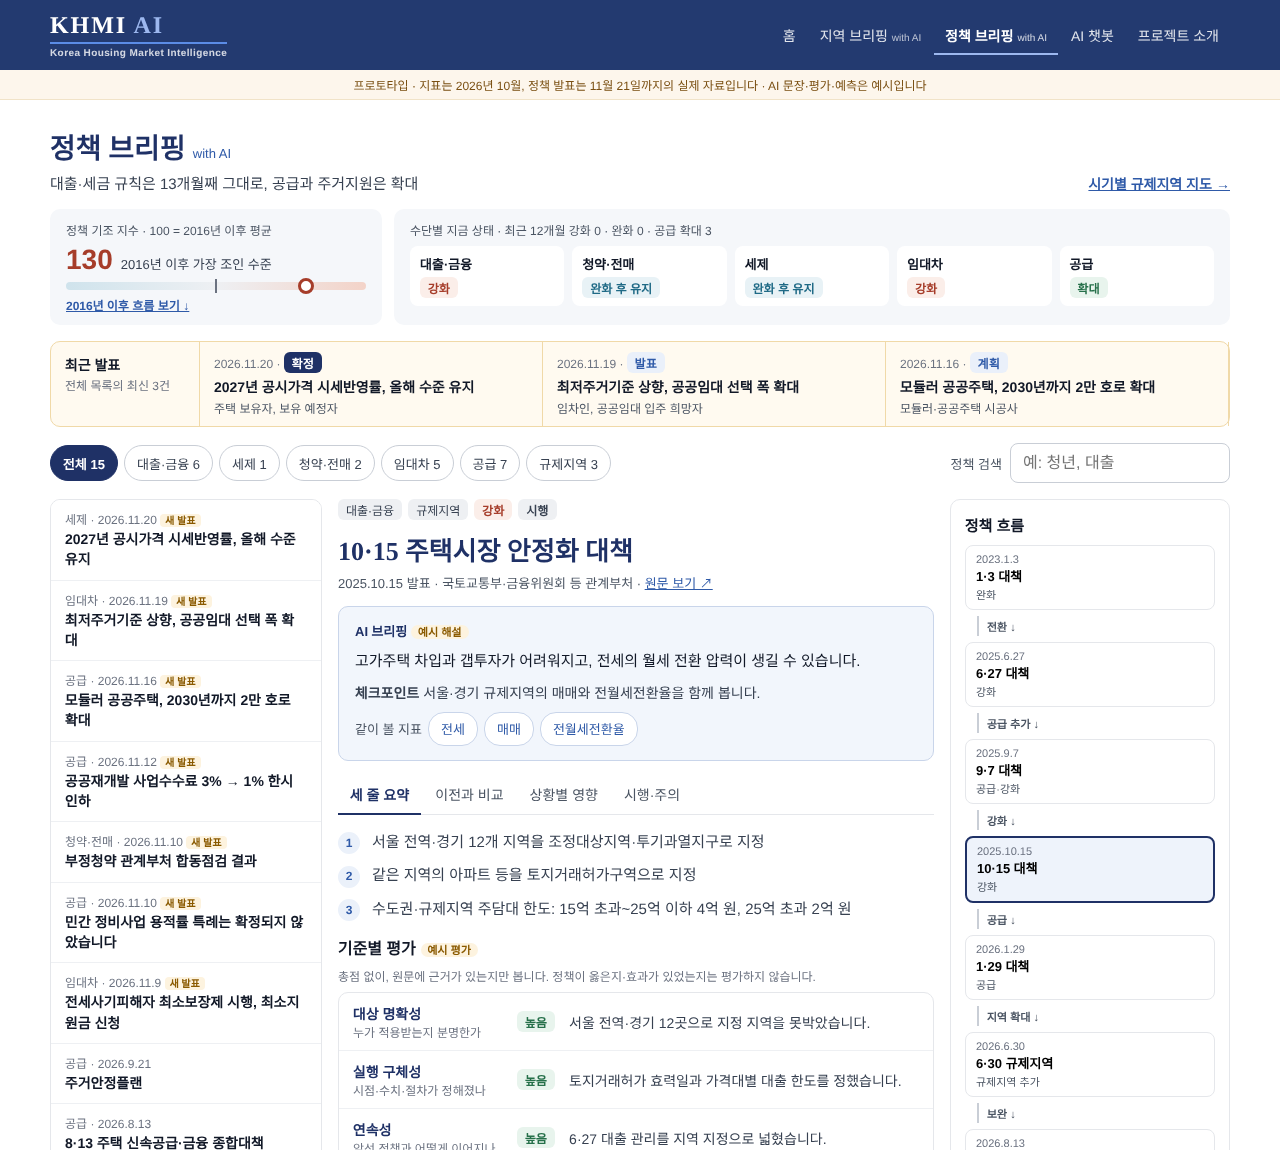 KHMI AI
Korea Housing Market Intelligence
홈
지역 브리핑 with AI
정책 브리핑 with AI
AI 챗봇
프로젝트 소개
프로토타입 · 지표는 2026년 10월, 정책 발표는 11월 21일까지의 실제 자료입니다 · AI 문장·평가·예측은 예시입니다
정책 브리핑 with AI
대출·세금 규칙은 13개월째 그대로, 공급과 주거지원은 확대
시기별 규제지역 지도 →
정책 기조 지수 · 100 = 2016년 이후 평균
130 2016년 이후 가장 조인 수준
2016년 이후 흐름 보기 ↓
수단별 지금 상태 · 최근 12개월 강화 0 · 완화 0 · 공급 확대 3
대출·금융
강화
청약·전매
완화 후 유지
세제
완화 후 유지
임대차
강화
공급
확대
최근 발표
전체 목록의 최신 3건
2026.11.20 · 확정
2027년 공시가격 시세반영률, 올해 수준 유지
주택 보유자, 보유 예정자
2026.11.19 · 발표
최저주거기준 상향, 공공임대 선택 폭 확대
임차인, 공공임대 입주 희망자
2026.11.16 · 계획
모듈러 공공주택, 2030년까지 2만 호로 확대
모듈러·공공주택 시공사
전체 15
대출·금융 6
세제 1
청약·전매 2
임대차 5
공급 7
규제지역 3
정책 검색
예: 청년, 대출
세제 · 2026.11.20 새 발표
2027년 공시가격 시세반영률, 올해 수준
유지
임대차 · 2026.11.19 새 발표
최저주거기준 상향, 공공임대 선택 폭 확
대
공급 · 2026.11.16 새 발표
모듈러 공공주택, 2030년까지 2만 호로
확대
공급 · 2026.11.12 새 발표
공공재개발 사업수수료 3% → 1% 한시
인하
청약·전매 · 2026.11.10 새 발표
부정청약 관계부처 합동점검 결과
공급 · 2026.11.10 새 발표
민간 정비사업 용적률 특례는 확정되지 않
았습니다
임대차 · 2026.11.9 새 발표
전세사기피해자 최소보장제 시행, 최소지
원금 신청
공급 · 2026.9.21
주거안정플랜
공급 · 2026.8.13
8·13 주택 신속공급·금융 종합대책
대출·금융
규제지역
강화
시행
10·15 주택시장 안정화 대책
2025.10.15 발표 · 국토교통부·금융위원회 등 관계부처 · 원문 보기 ↗
AI 브리핑 예시 해설
고가주택 차입과 갭투자가 어려워지고, 전세의 월세 전환 압력이 생길 수 있습니다.
체크포인트 서울·경기 규제지역의 매매와 전월세전환율을 함께 봅니다.
같이 볼 지표
전세
매매
전월세전환율
세 줄 요약
이전과 비교
상황별 영향
시행·주의
1 서울 전역·경기 12개 지역을 조정대상지역·투기과열지구로 지정
2 같은 지역의 아파트 등을 토지거래허가구역으로 지정
3 수도권·규제지역 주담대 한도: 15억 초과~25억 이하 4억 원, 25억 초과 2억 원
기준별 평가 예시 평가
총점 없이, 원문에 근거가 있는지만 봅니다. 정책이 옳은지·효과가 있었는지는 평가하지 않습니다.
대상 명확성
누가 적용받는지 분명한가
높음
서울 전역·경기 12곳으로 지정 지역을 못박았습니다.
실행 구체성
시점·수치·절차가 정해졌나
높음
토지거래허가 효력일과 가격대별 대출 한도를 정했습니다.
연속성
앞선 정책과 어떻게 이어지나
높음
6·27 대출 관리를 지역 지정으로 넓혔습니다.
정책 흐름
2023.1.3
1·3 대책
완화
전환 ↓
2025.6.27
6·27 대책
강화
공급 추가 ↓
2025.9.7
9·7 대책
공급·강화
강화 ↓
2025.10.15
10·15 대책
강화
공급 ↓
2026.1.29
1·29 대책
공급
지역 확대 ↓
2026.6.30
6·30 규제지역
규제지역 추가
보완 ↓
2026.8.13